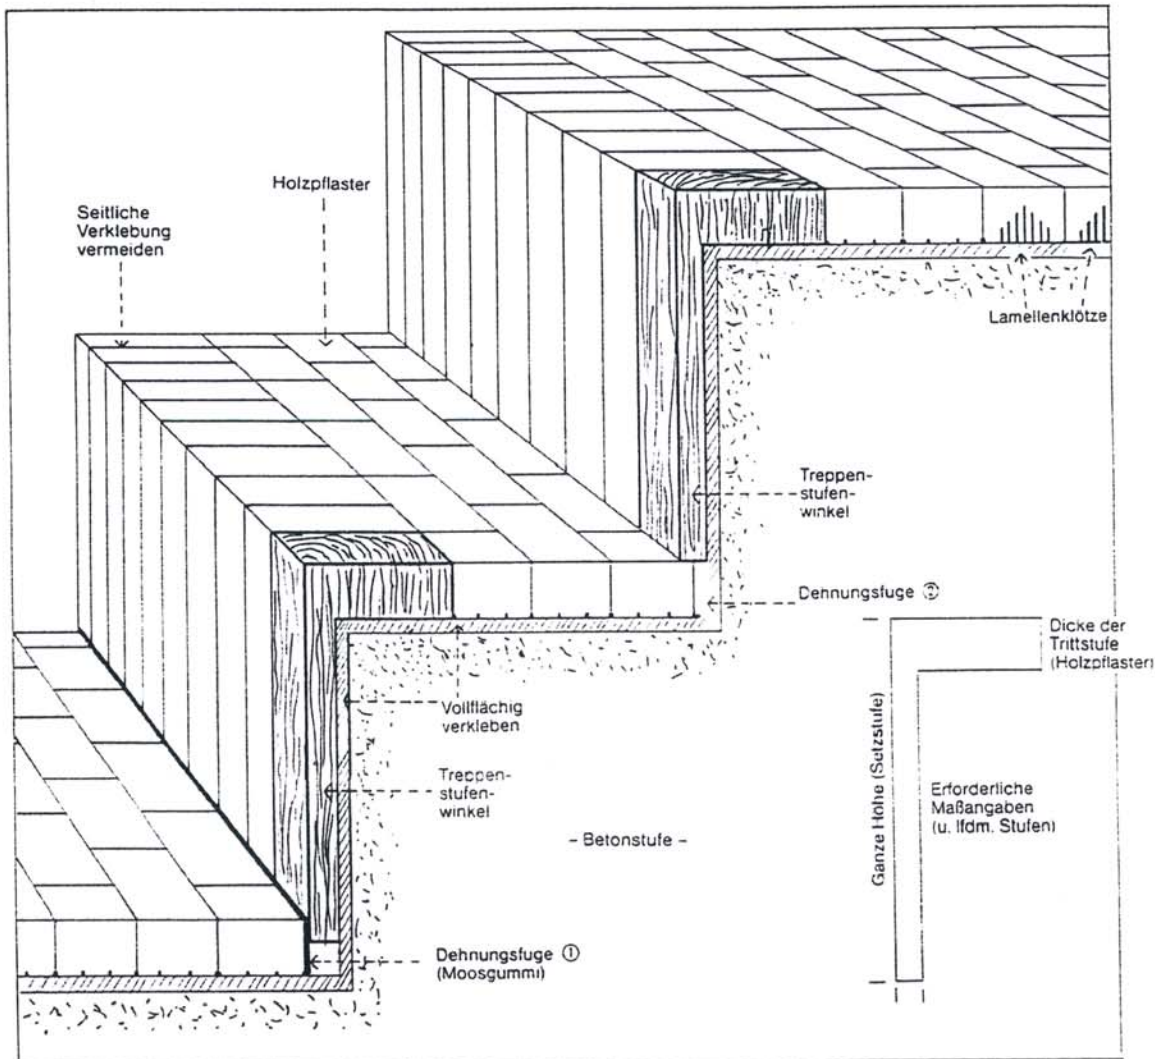 Holzpflaster
Seitliche
Verklebung
vermeiden
Lamellenklötze
Treppen-
stufen-
winkel
Dehnungsfuge ②
Dicke der
Trittstufe
(Holzpflaster)
Vollflächig
verkleben
Treppen-
stufen-
winkel
Ganze Höhe (Setzstufe)
Erforderliche
Maßangaben
(u. lfdm. Stufen)
– Betonstufe –
Dehnungsfuge ①
(Moosgummi)